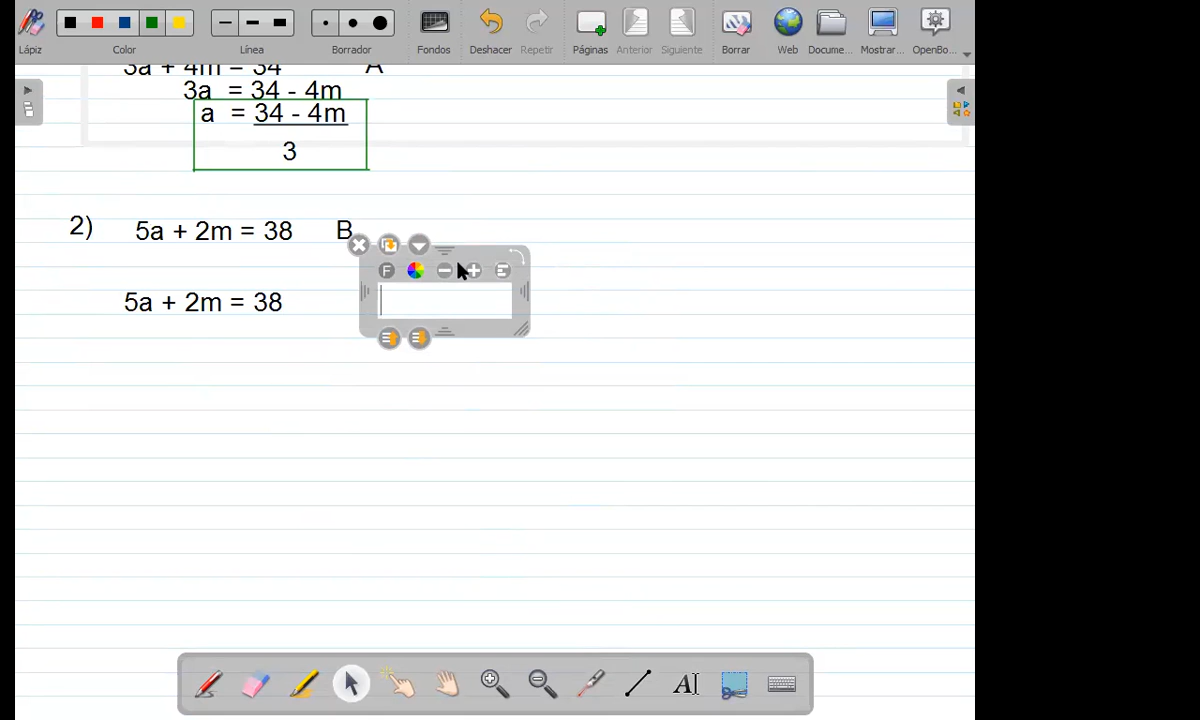 Lápiz Color Línea Borrador Fondos Deshacer Repetir Páginas Anterior Siguiente Borrar Web Docume... Mostrar... OpenBo...
3a + 4m = 34 A
3a = 34 - 4m
a = 34 - 4m
3
2) 5a + 2m = 38 B
F
5a + 2m = 38
A